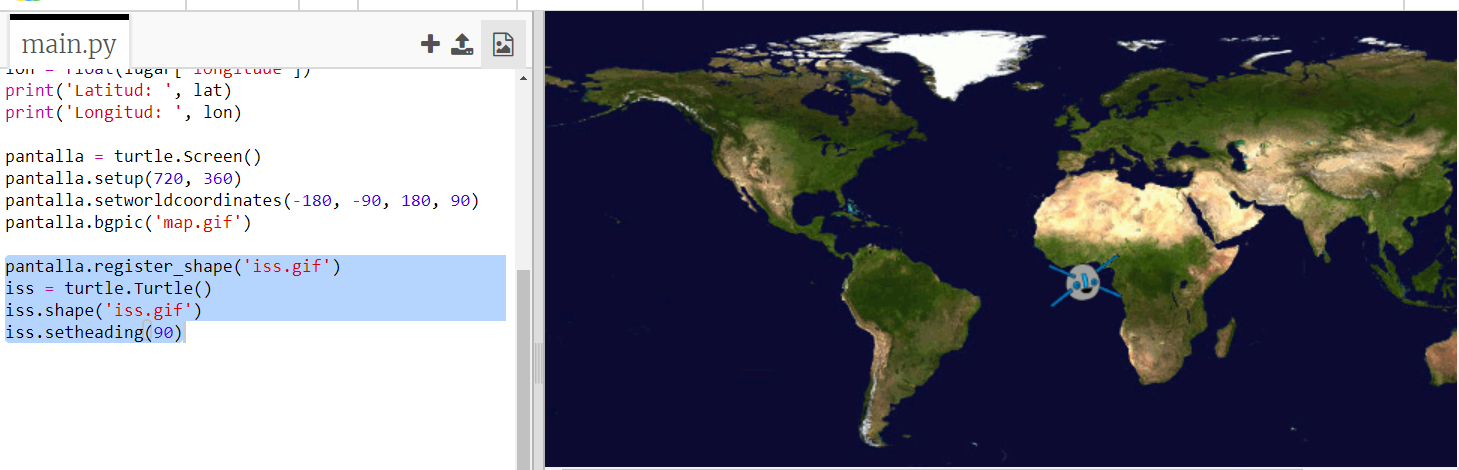 main.py
lon = float(lugar['longitude'])
print('Latitud: ', lat)
print('Longitud: ', lon)
pantalla = turtle.Screen()
pantalla.setup(720, 360)
pantalla.setworldcoordinates(-180, -90, 180, 90)
pantalla.bgpic('map.gif')
pantalla.register_shape('iss.gif')
iss = turtle.Turtle()
iss.shape('iss.gif')
iss.setheading(90)